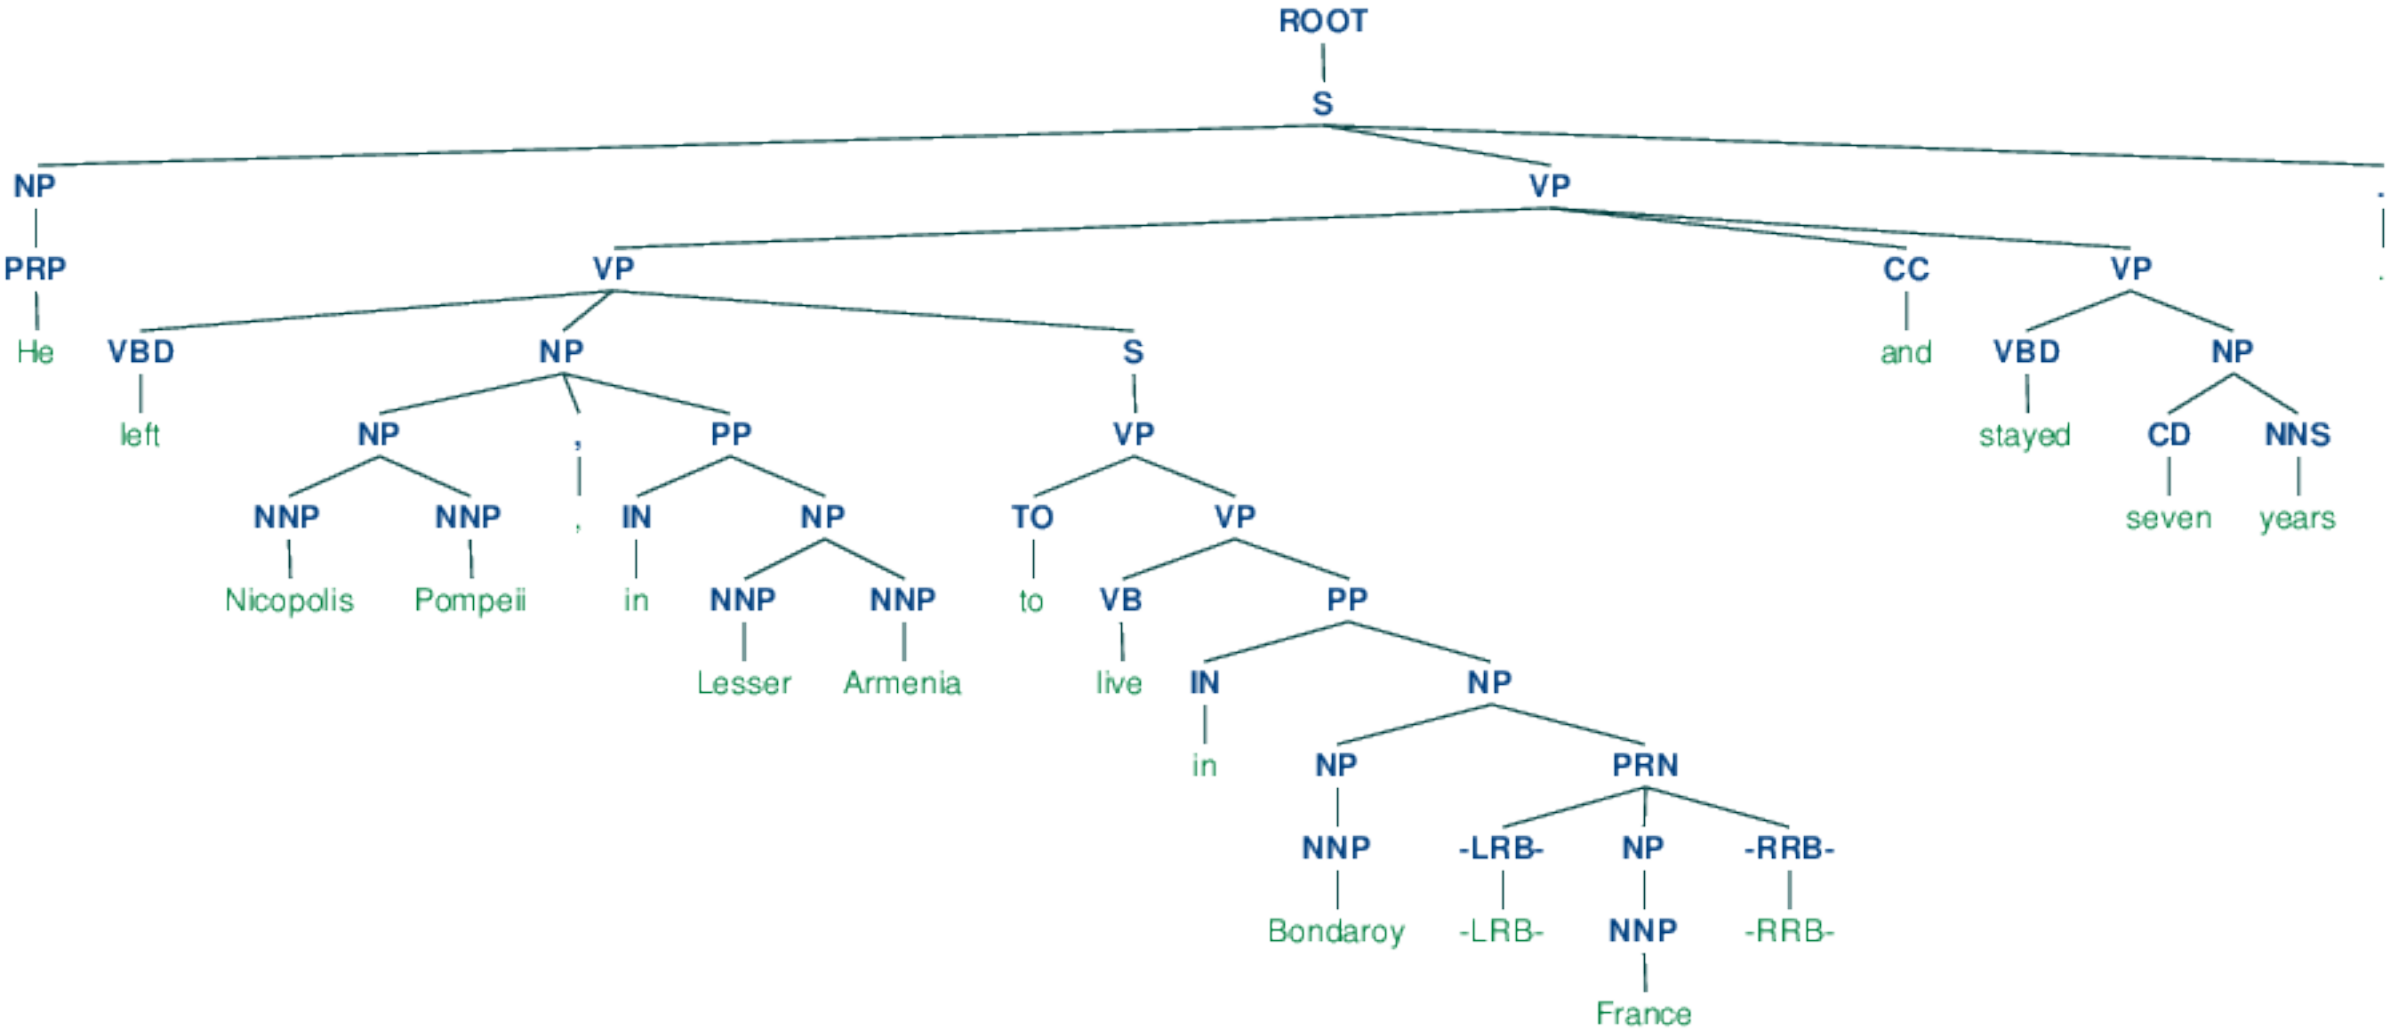 ROOT
S
NP VP .
PRP VP CC VP .
He VBD NP S and VBD NP
left NP , PP VP stayed CD NNS
NNP NNP , IN NP TO VP seven years
Nicopolis Pompeii in NNP NNP to VB PP
Lesser Armenia live IN NP
in NP PRN
NNP -LRB- NP -RRB-
Bondaroy -LRB- NNP -RRB-
France